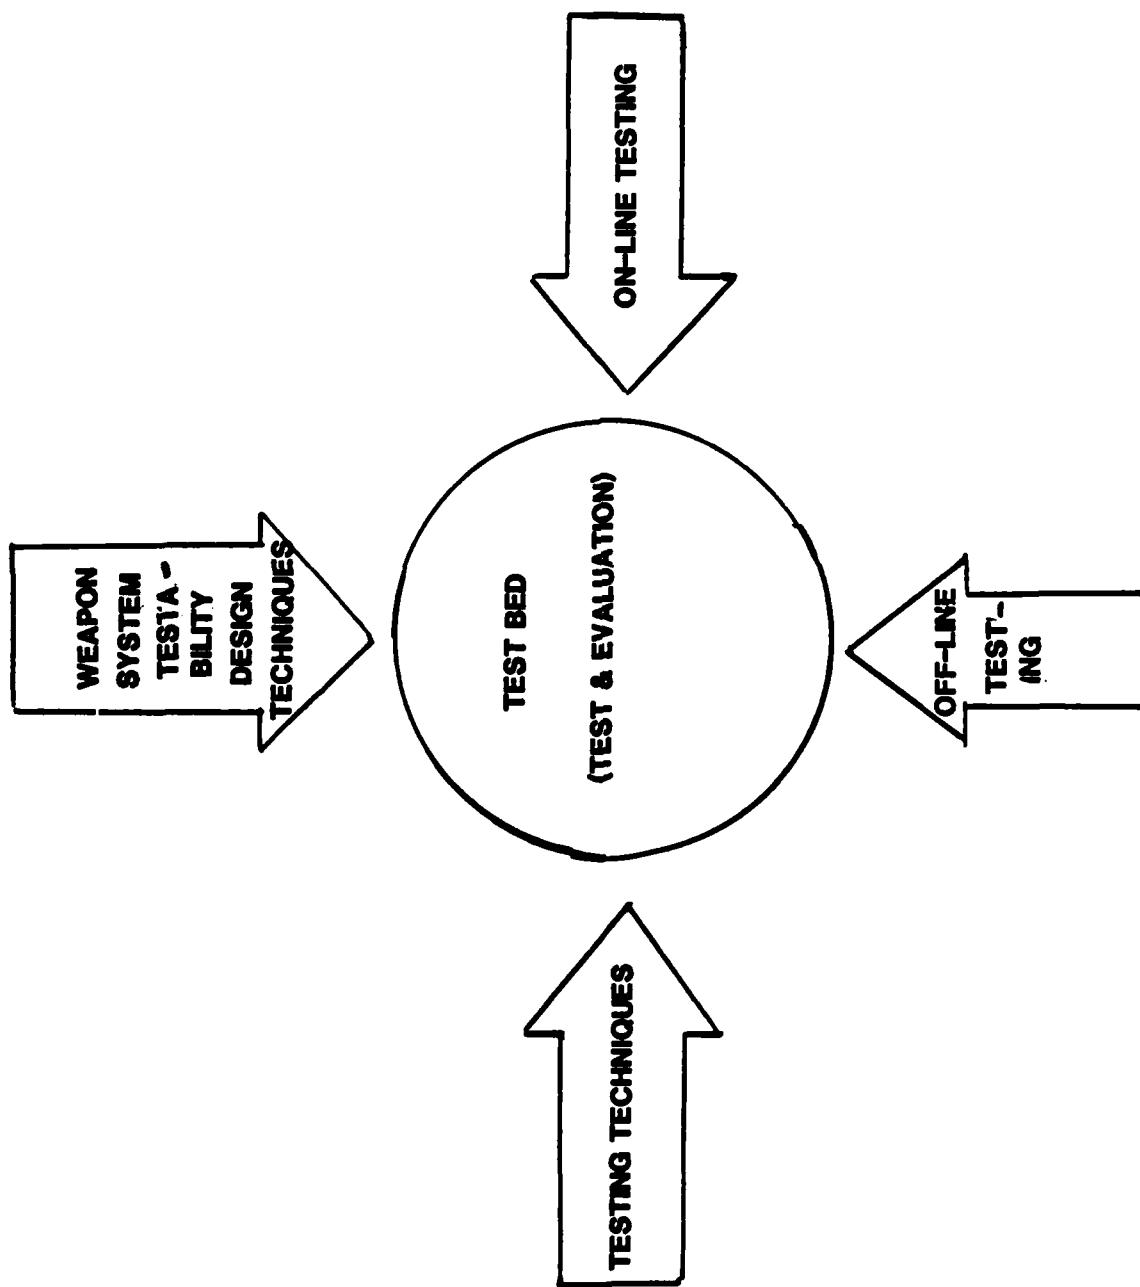 WEAPON
SYSTEM
TESTA-
BILITY
DESIGN
TECHNIQUES
TESTING TECHNIQUES
TEST BED
(TEST & EVALUATION)
ON-LINE TESTING
OFF-LINE
TEST-
ING